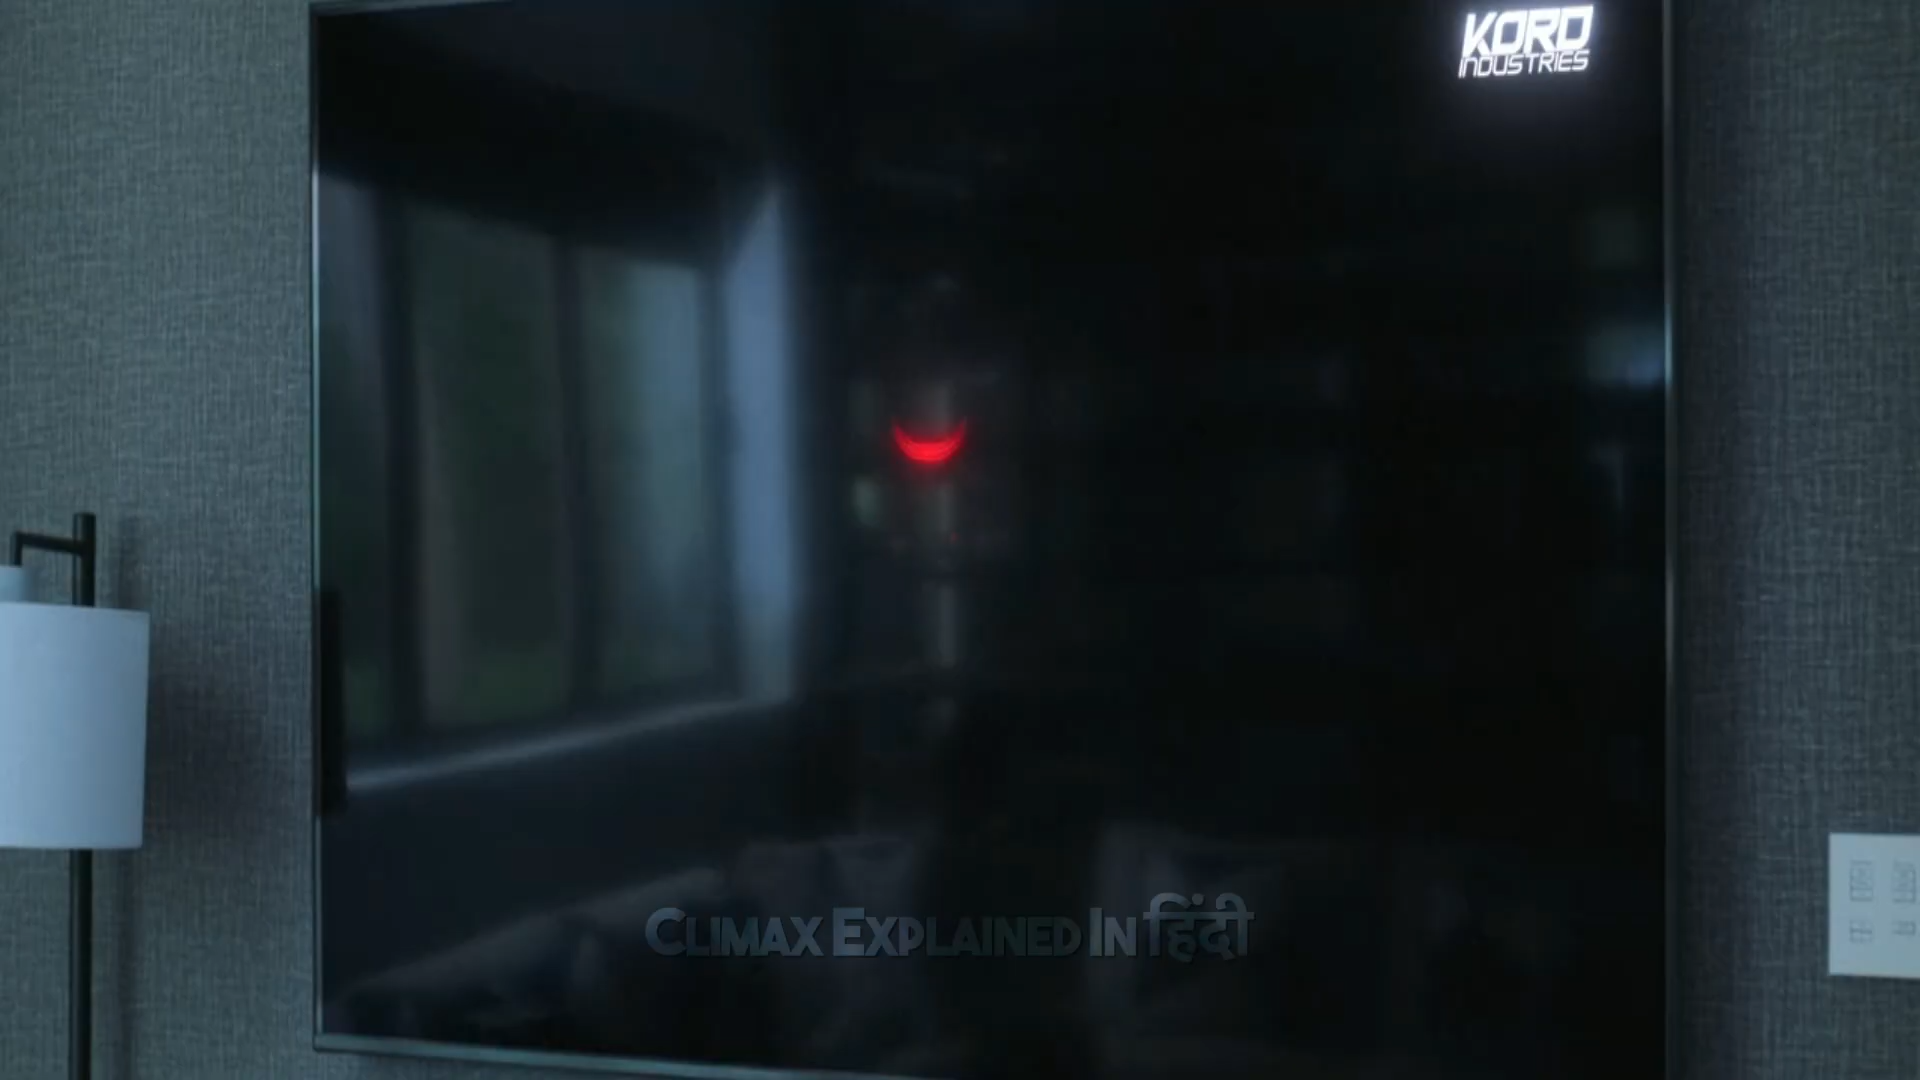 KORD
INDUSTRIES
CLIMAX EXPLAINED IN हिंदी